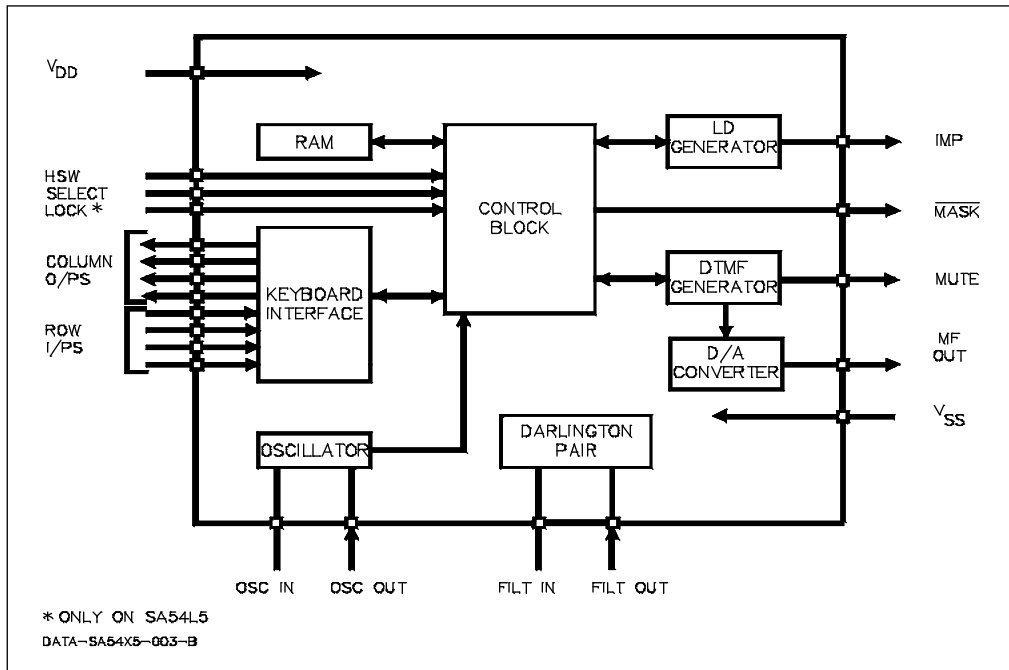 VDD
RAM
LD
GENERATOR
IMP
HSW
SELECT
LOCK *
CONTROL
BLOCK
MASK
COLUMN
O/PS
KEYBOARD
INTERFACE
DTMF
GENERATOR
MUTE
ROW
I/PS
D/A
CONVERTER
MF
OUT
VSS
OSCILLATOR
DARLINGTON
PAIR
OSC IN
OSC OUT
FILT IN
FILT OUT
* ONLY ON SA54L5
DATA-SA54X5-003-B